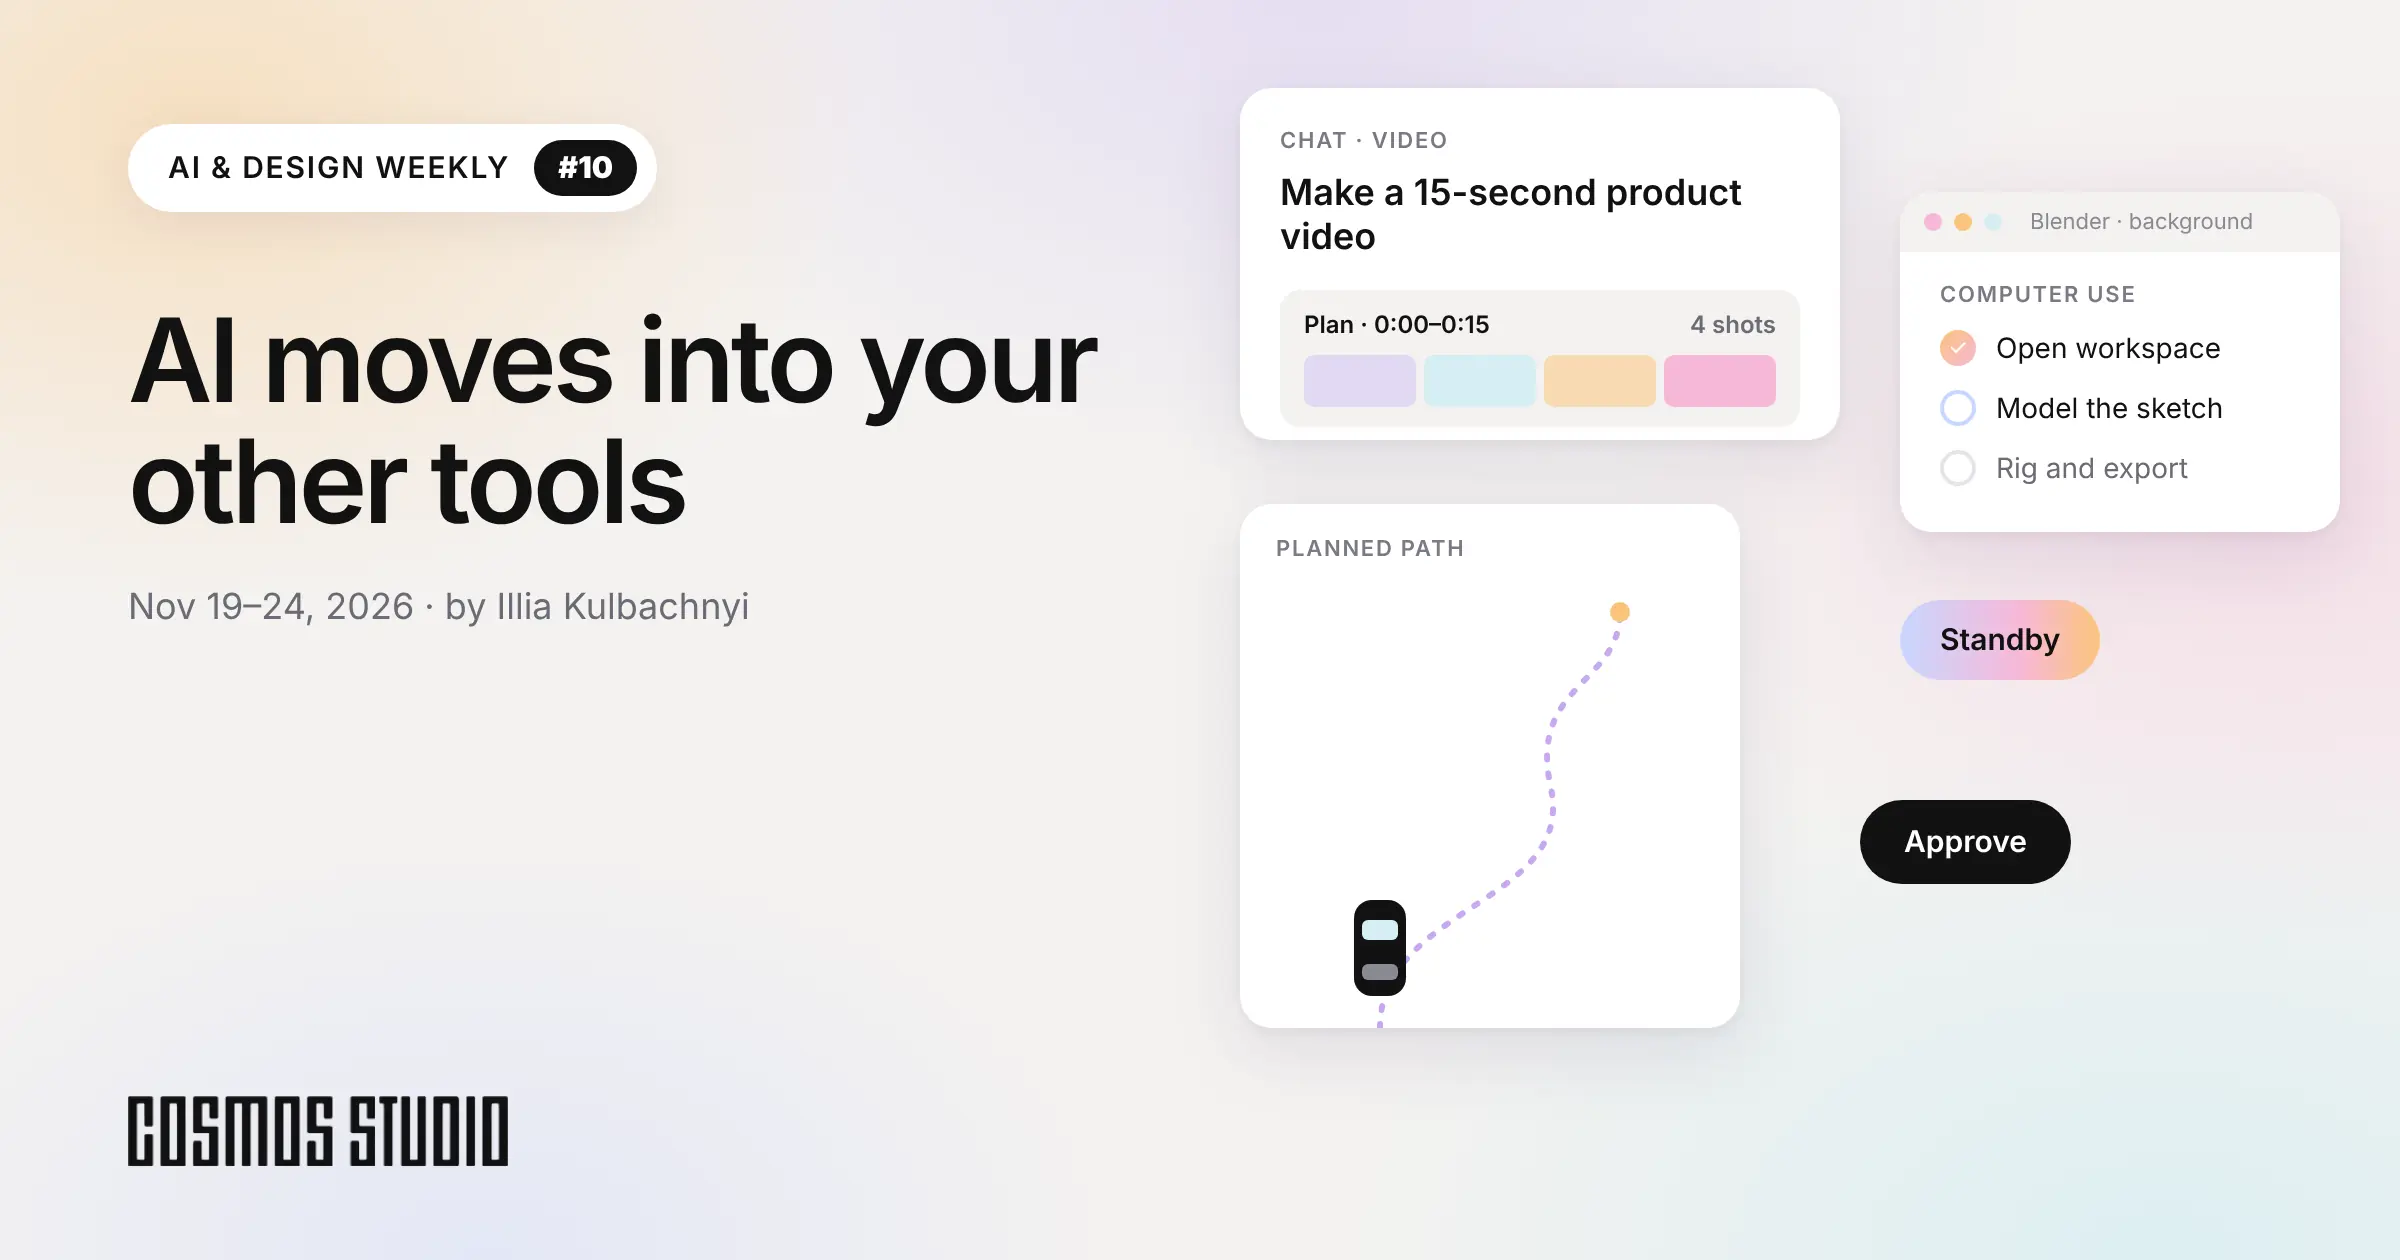 AI & DESIGN WEEKLY #10
AI moves into your
other tools
Nov 19–24, 2026 · by Illia Kulbachnyi
COSMOS STUDIO
CHAT · VIDEO
Make a 15-second product
video
Plan · 0:00–0:15 4 shots
Blender · background
COMPUTER USE
Open workspace
Model the sketch
Rig and export
PLANNED PATH
Standby
Approve